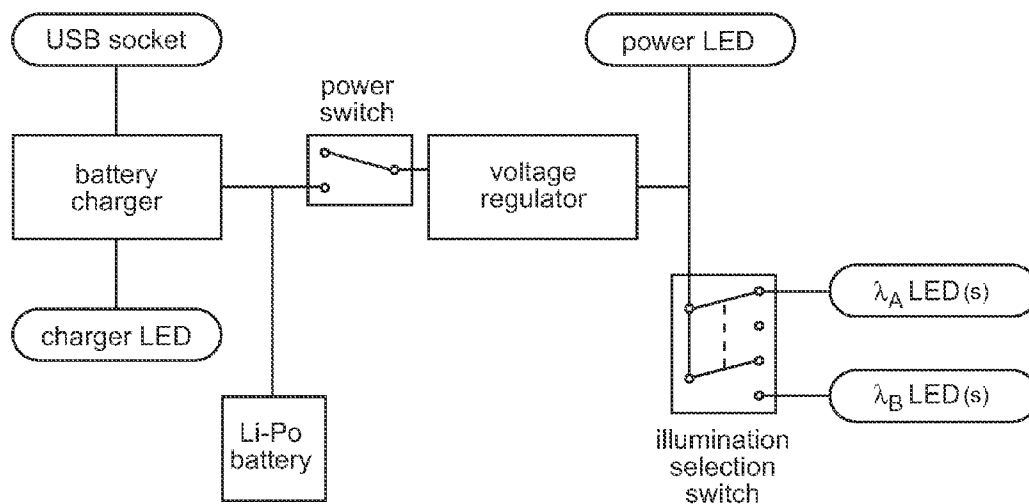 USB socket
power LED
power
switch
battery
charger
voltage
regulator
λA LED(s)
charger LED
λB LED(s)
Li-Po
battery
illumination
selection
switch